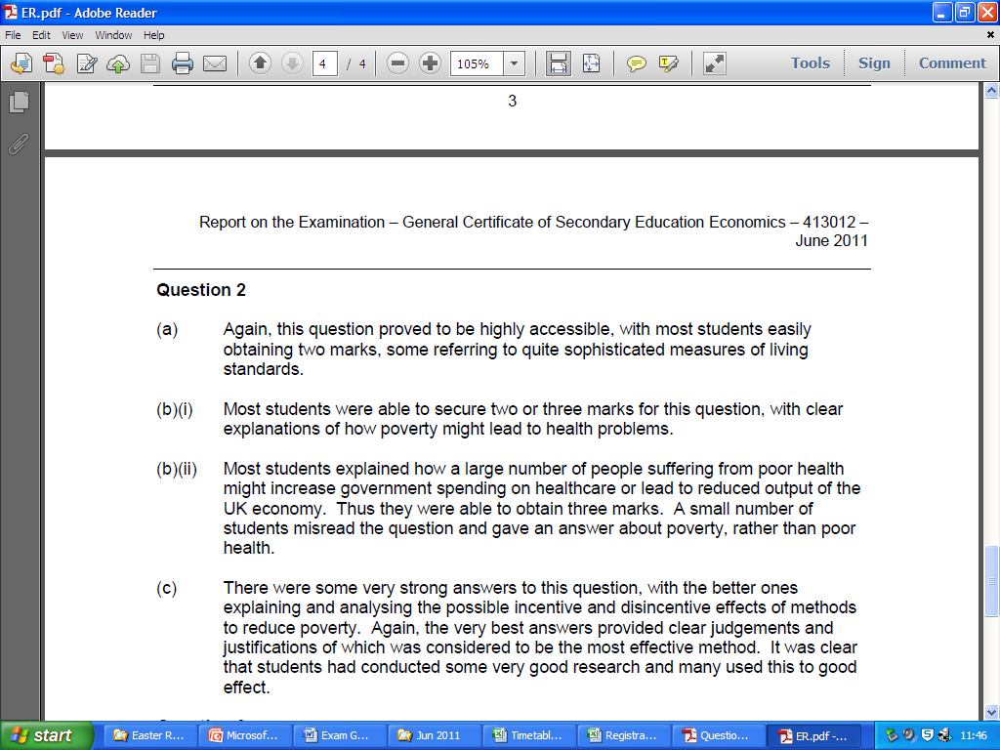 ER.pdf - Adobe Reader
File Edit View Window Help
4 / 4 105% Tools Sign Comment
3
Report on the Examination – General Certificate of Secondary Education Economics – 413012 –
June 2011
Question 2
(a) Again, this question proved to be highly accessible, with most students easily
obtaining two marks, some referring to quite sophisticated measures of living
standards.
(b)(i) Most students were able to secure two or three marks for this question, with clear
explanations of how poverty might lead to health problems.
(b)(ii) Most students explained how a large number of people suffering from poor health
might increase government spending on healthcare or lead to reduced output of the
UK economy. Thus they were able to obtain three marks. A small number of
students misread the question and gave an answer about poverty, rather than poor
health.
(c) There were some very strong answers to this question, with the better ones
explaining and analysing the possible incentive and disincentive effects of methods
to reduce poverty. Again, the very best answers provided clear judgements and
justifications of which was considered to be the most effective method. It was clear
that students had conducted some very good research and many used this to good
effect.
start Easter R... Microsof... Exam G... Jun 2011 Timetabl... Registra... Questio... ER.pdf -... 11:46